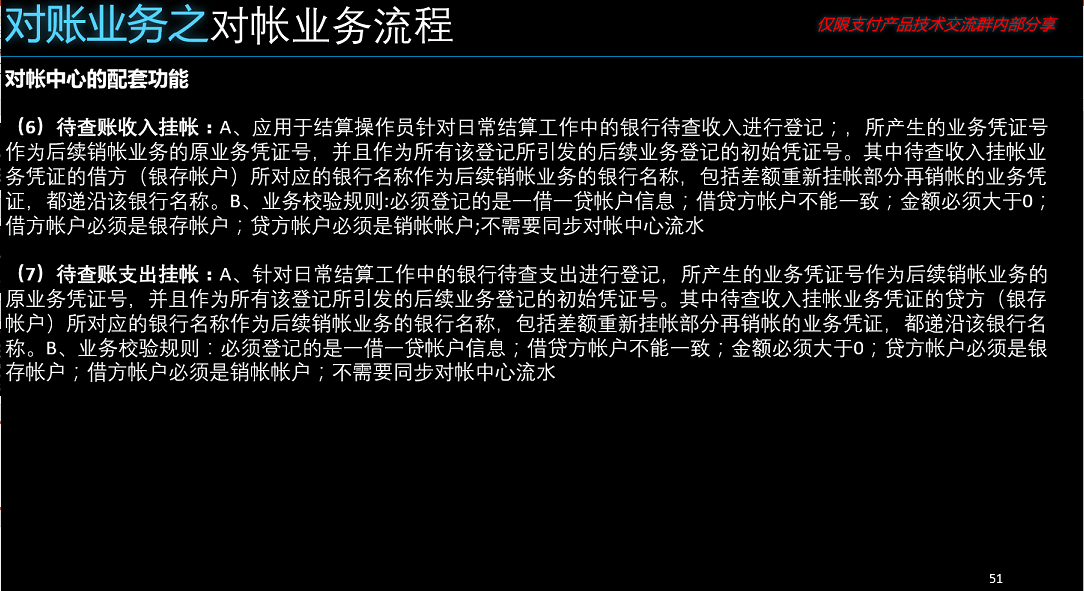 对账业务之对帐业务流程
仅限支付产品技术交流群内部分享
对帐中心的配套功能
（6）待查账收入挂帐：A、应用于结算操作员针对日常结算工作中的银行待查收入进行登记；，所产生的业务凭证号
作为后续销帐业务的原业务凭证号，并且作为所有该登记所引发的后续业务登记的初始凭证号。其中待查收入挂帐业
务凭证的借方（银存帐户）所对应的银行名称作为后续销帐业务的银行名称，包括差额重新挂帐部分再销帐的业务凭
证，都递沿该银行名称。B、业务校验规则:必须登记的是一借一贷帐户信息；借贷方帐户不能一致；金额必须大于0；
借方帐户必须是银存帐户；贷方帐户必须是销帐帐户;不需要同步对帐中心流水
（7）待查账支出挂帐：A、针对日常结算工作中的银行待查支出进行登记，所产生的业务凭证号作为后续销帐业务的
原业务凭证号，并且作为所有该登记所引发的后续业务登记的初始凭证号。其中待查收入挂帐业务凭证的贷方（银存
帐户）所对应的银行名称作为后续销帐业务的银行名称，包括差额重新挂帐部分再销帐的业务凭证，都递沿该银行名
称。B、业务校验规则：必须登记的是一借一贷帐户信息；借贷方帐户不能一致；金额必须大于0；贷方帐户必须是银
存帐户；借方帐户必须是销帐帐户；不需要同步对帐中心流水
51